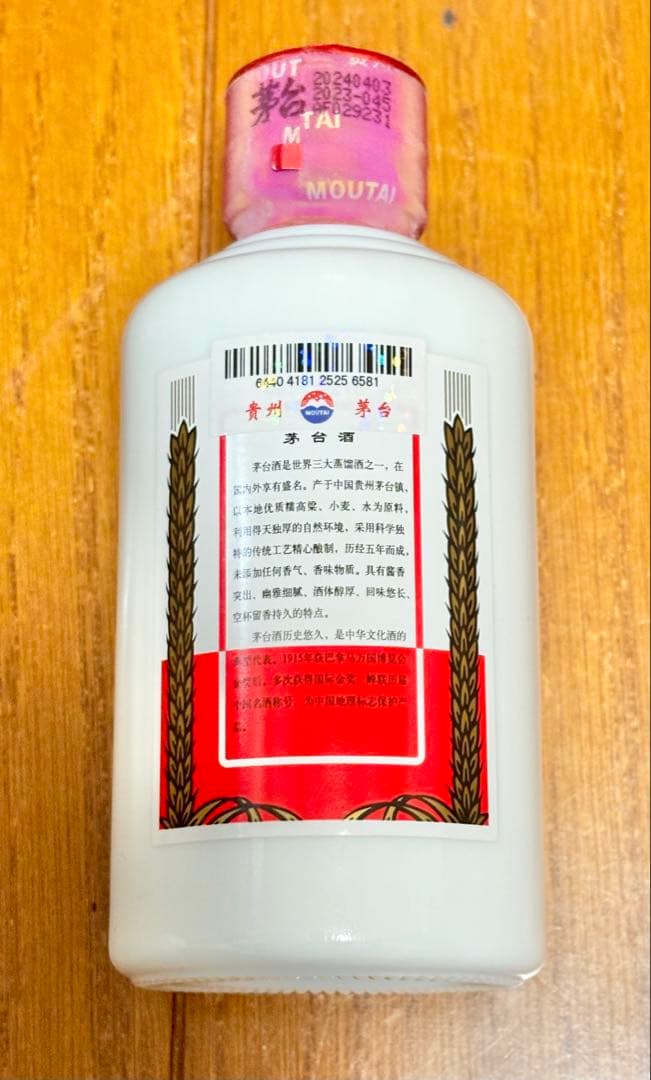 OUT
茅台
20240403
2023-045
TAI
M
MOUTAI
4181 2525 6581
贵州
MOUTAI
茅台
茅台酒
茅台酒是世界三大蒸馏酒之一，在
国内外享有盛名。产于中国贵州茅台镇，
以本地优质糯高粱、小麦、水为原料，
利用得天独厚的自然环境，采用科学独
特的传统工艺精心酿制，历经五年而成，
未添加任何香气、香味物质。具有酱香
突出、幽雅细腻、酒体醇厚、回味悠长、
空杯留香持久的特点。
茅台酒历史悠久，是中华文化酒的
典型代表。1915年获巴拿马万国博览会
金奖后，多次获得国际金奖，蝉联历届
中国名酒称号，为中国地理标志保护产
品。